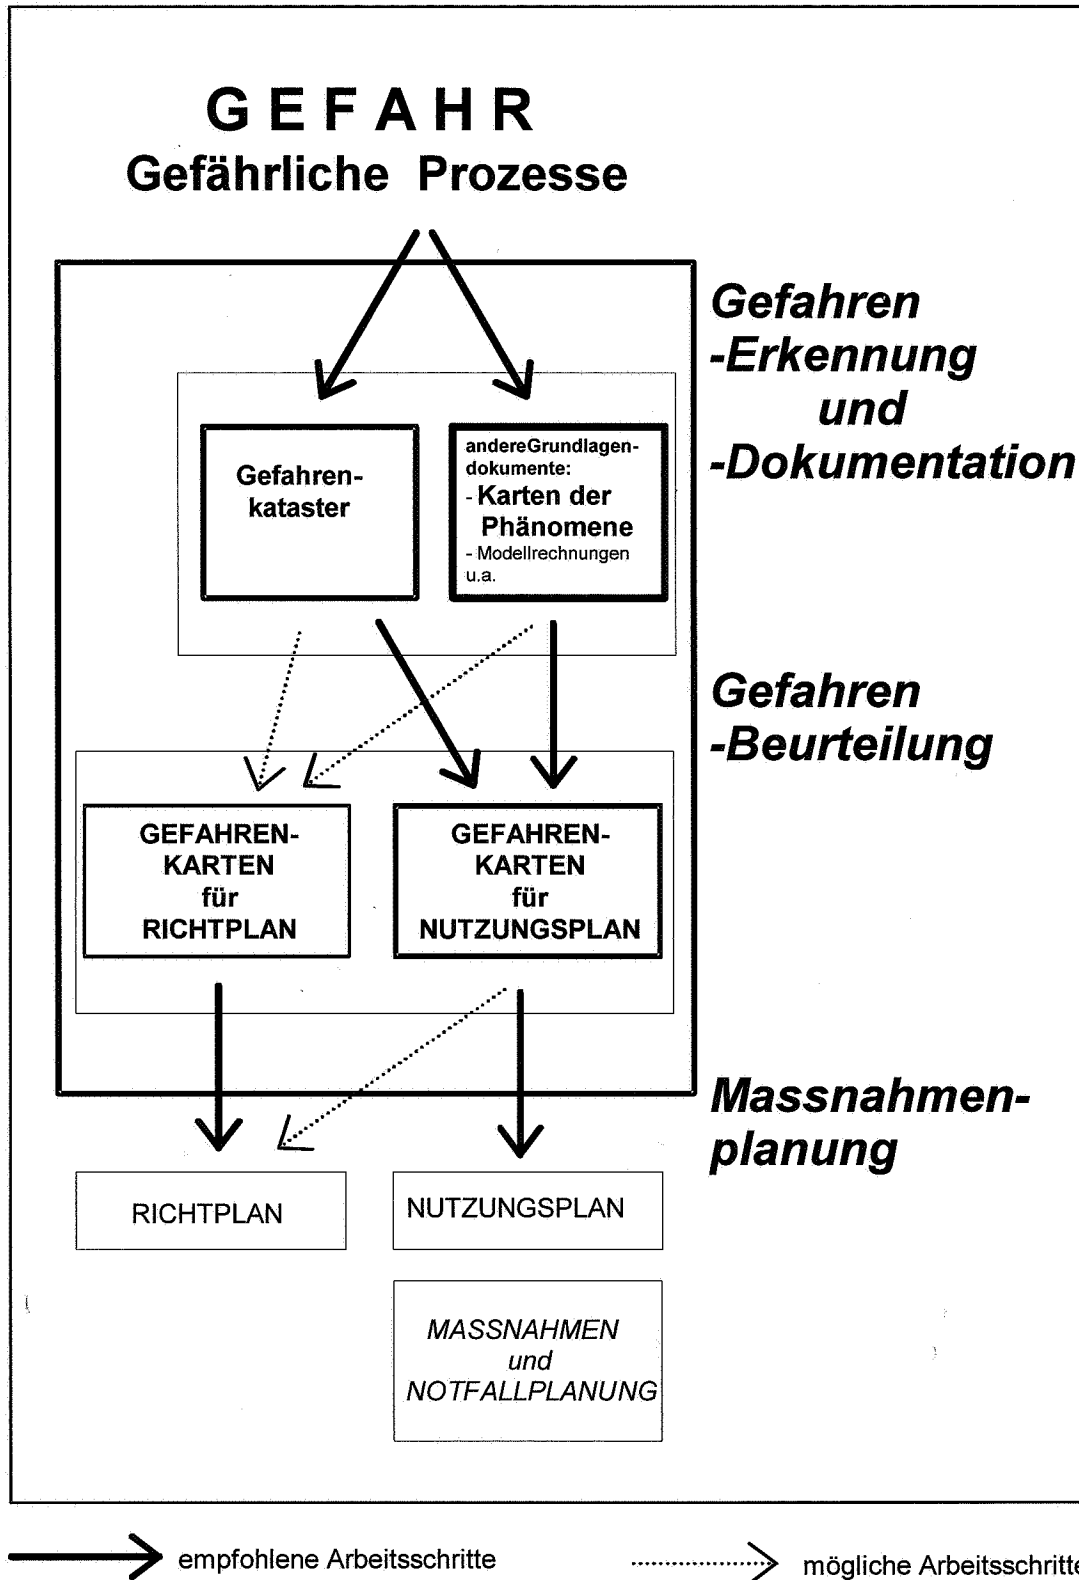 G E F A H R
Gefährliche Prozesse
Gefahren
-Erkennung
und
-Dokumentation
Gefahren-
kataster
andereGrundlagen-
dokumente:
- Karten der
Phänomene
- Modellrechnungen
u.a.
Gefahren
-Beurteilung
GEFAHREN-
KARTEN
für
RICHTPLAN
GEFAHREN-
KARTEN
für
NUTZUNGSPLAN
Massnahmen-
planung
RICHTPLAN
NUTZUNGSPLAN
MASSNAHMEN
und
NOTFALLPLANUNG
empfohlene Arbeitsschritte
mögliche Arbeitsschritte